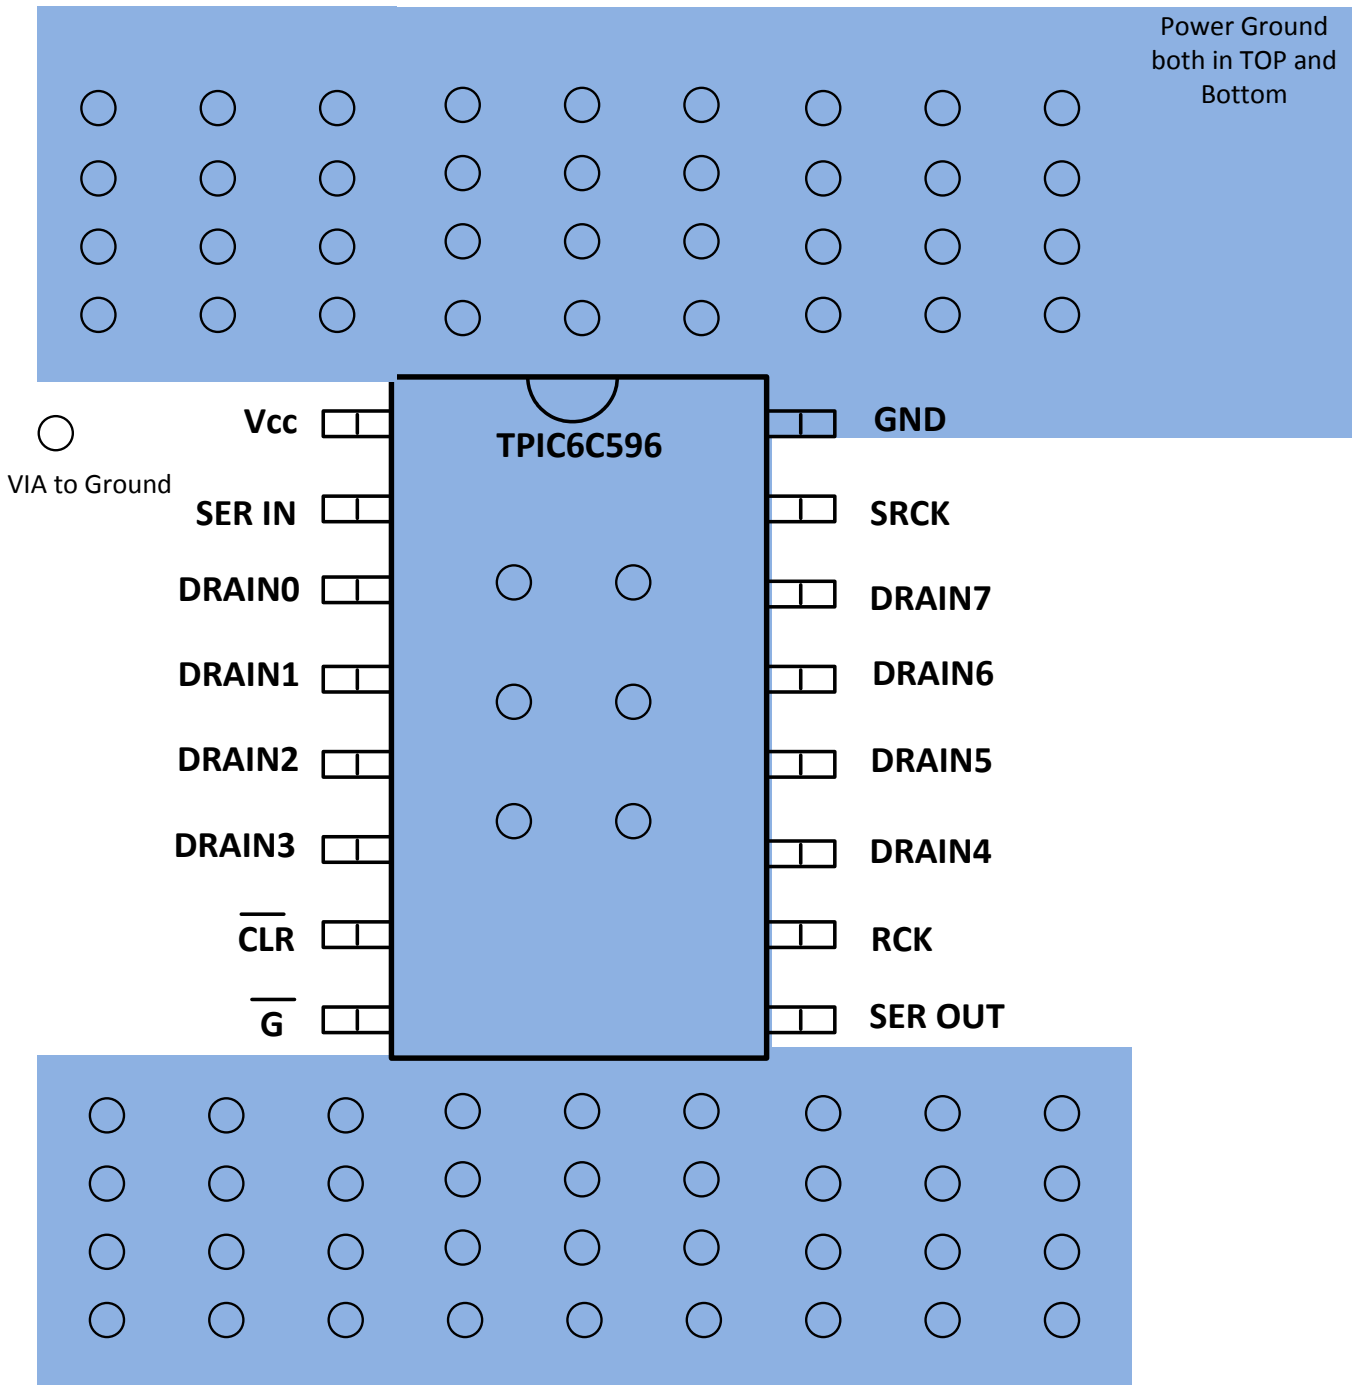 Power Ground
both in TOP and
Bottom
Vcc
GND
TPIC6C596
VIA to Ground
SER IN
SRCK
DRAIN0
DRAIN7
DRAIN1
DRAIN6
DRAIN2
DRAIN5
DRAIN3
DRAIN4
C̅L̅R̅
RCK
G̅
SER OUT